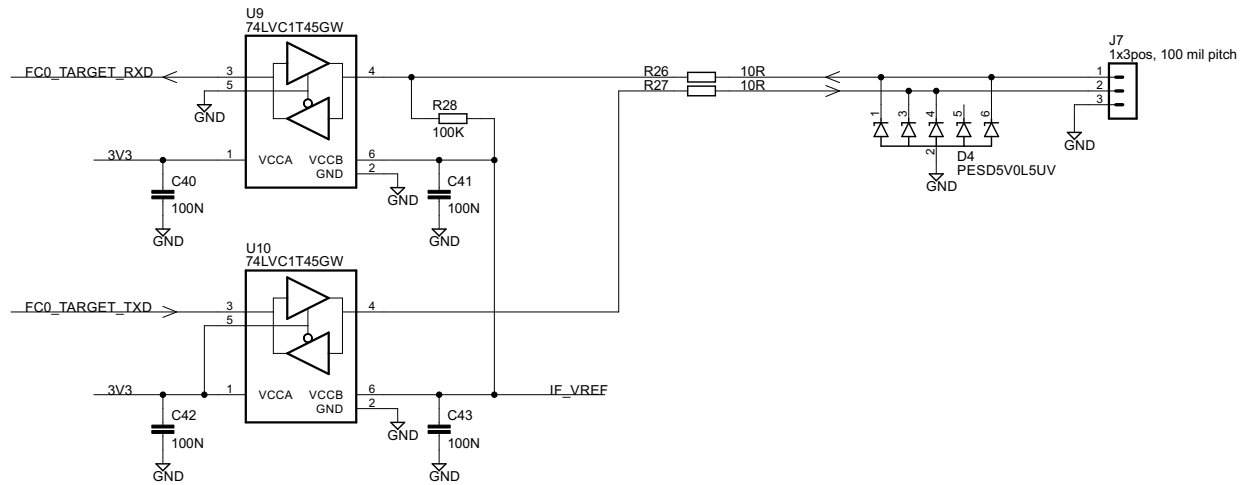 U9
74LVC1T45GW
J7
1x3pos, 100 mil pitch
FC0_TARGET_RXD
3
4
R26
10R
1
5
R27
10R
2
GND
3
R28
100K
1
3
4
5
6
GND
3V3
1
VCCA
VCCB
6
GND
2
2
D4
PESD5V0L5UV
GND
C40
100N
GND
C41
100N
GND
GND
U10
74LVC1T45GW
FC0_TARGET_TXD
3
4
5
3V3
1
VCCA
VCCB
6
IF_VREF
GND
2
C42
100N
GND
C43
100N
GND
GND